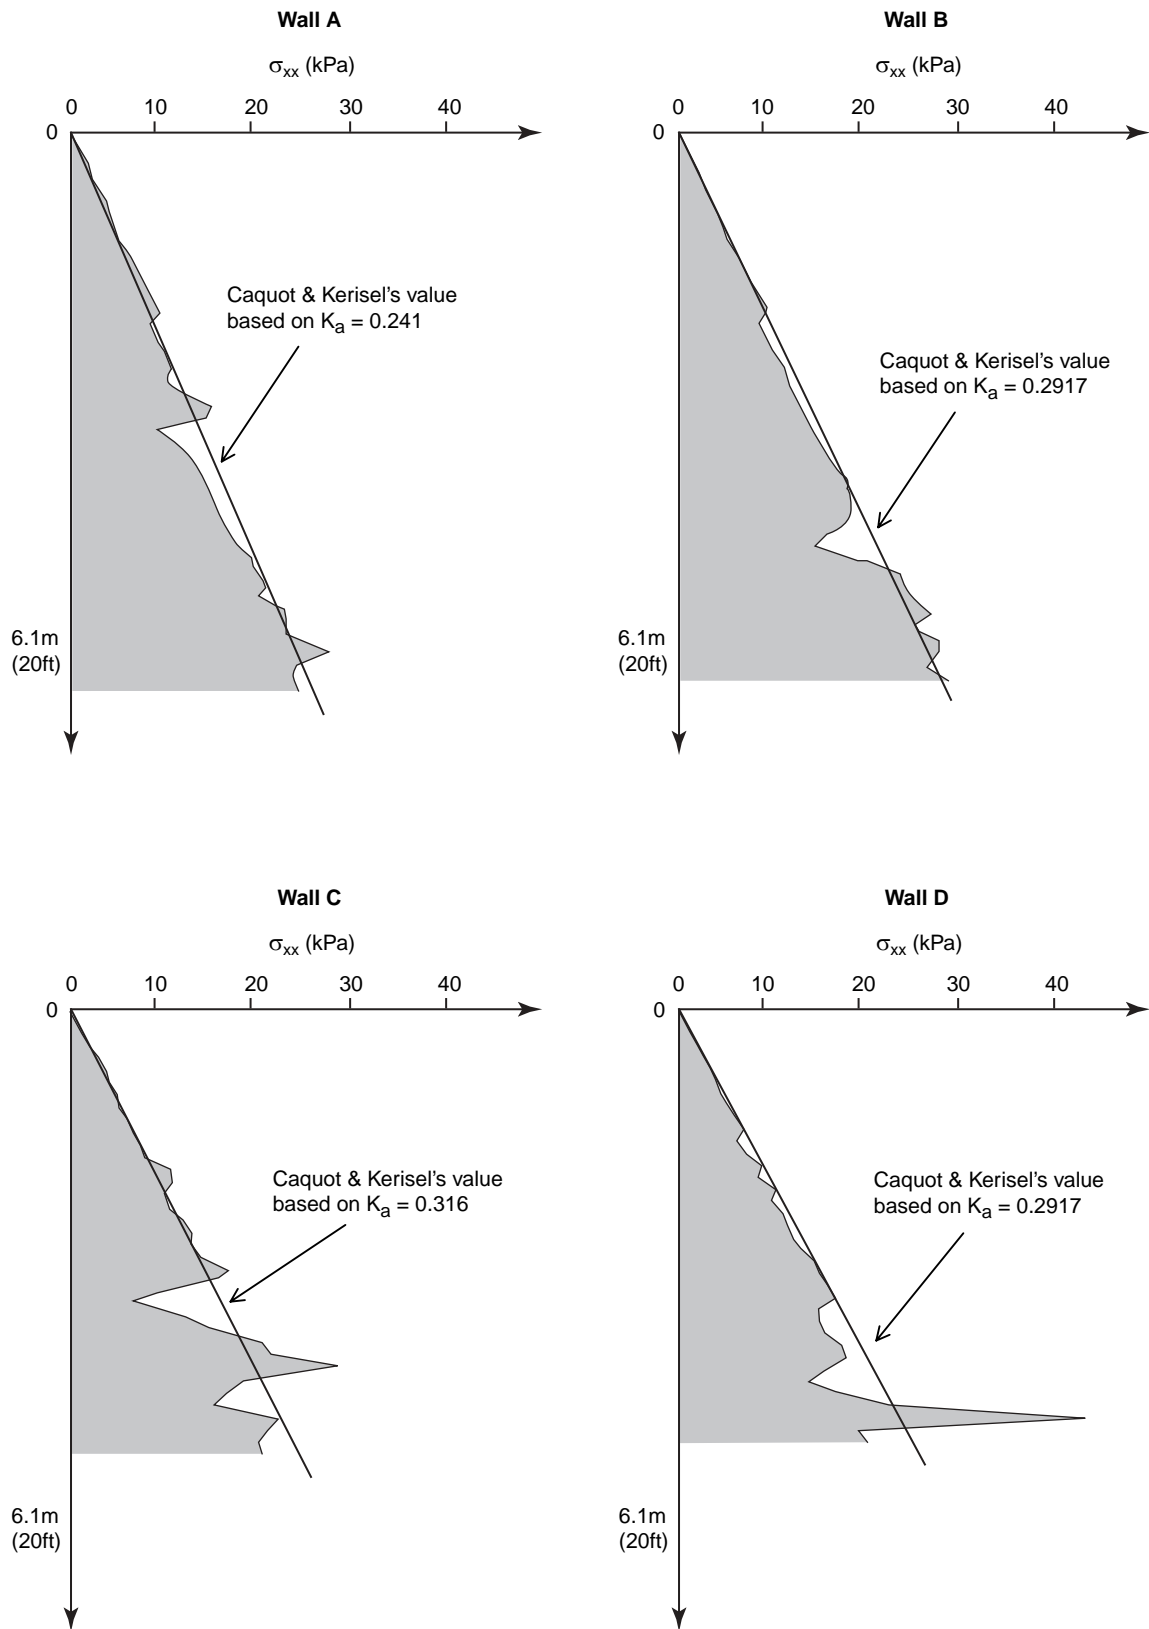 Wall A
σxx (kPa)
0 10 20 30 40
0
Caquot & Kerisel's value
based on Ka = 0.241
6.1m
(20ft)
Wall B
σxx (kPa)
0 10 20 30 40
0
Caquot & Kerisel's value
based on Ka = 0.2917
6.1m
(20ft)
Wall C
σxx (kPa)
0 10 20 30 40
0
Caquot & Kerisel's value
based on Ka = 0.316
6.1m
(20ft)
Wall D
σxx (kPa)
0 10 20 30 40
0
Caquot & Kerisel's value
based on Ka = 0.2917
6.1m
(20ft)